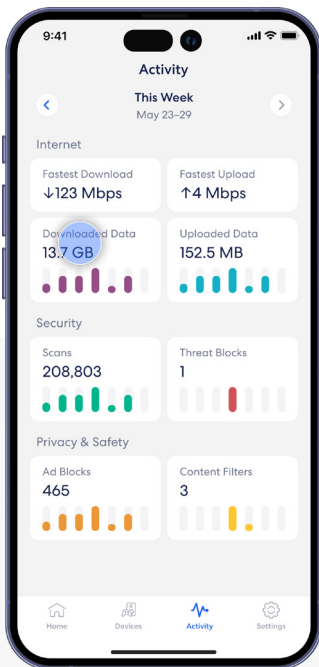 9:41
Activity
This Week
May 23–29
Internet
Fastest Download
↓123 Mbps
Fastest Upload
↑4 Mbps
Downloaded Data
13.7 GB
Uploaded Data
152.5 MB
Security
Scans
208,803
Threat Blocks
1
Privacy & Safety
Ad Blocks
465
Content Filters
3
Home
Devices
Activity
Settings